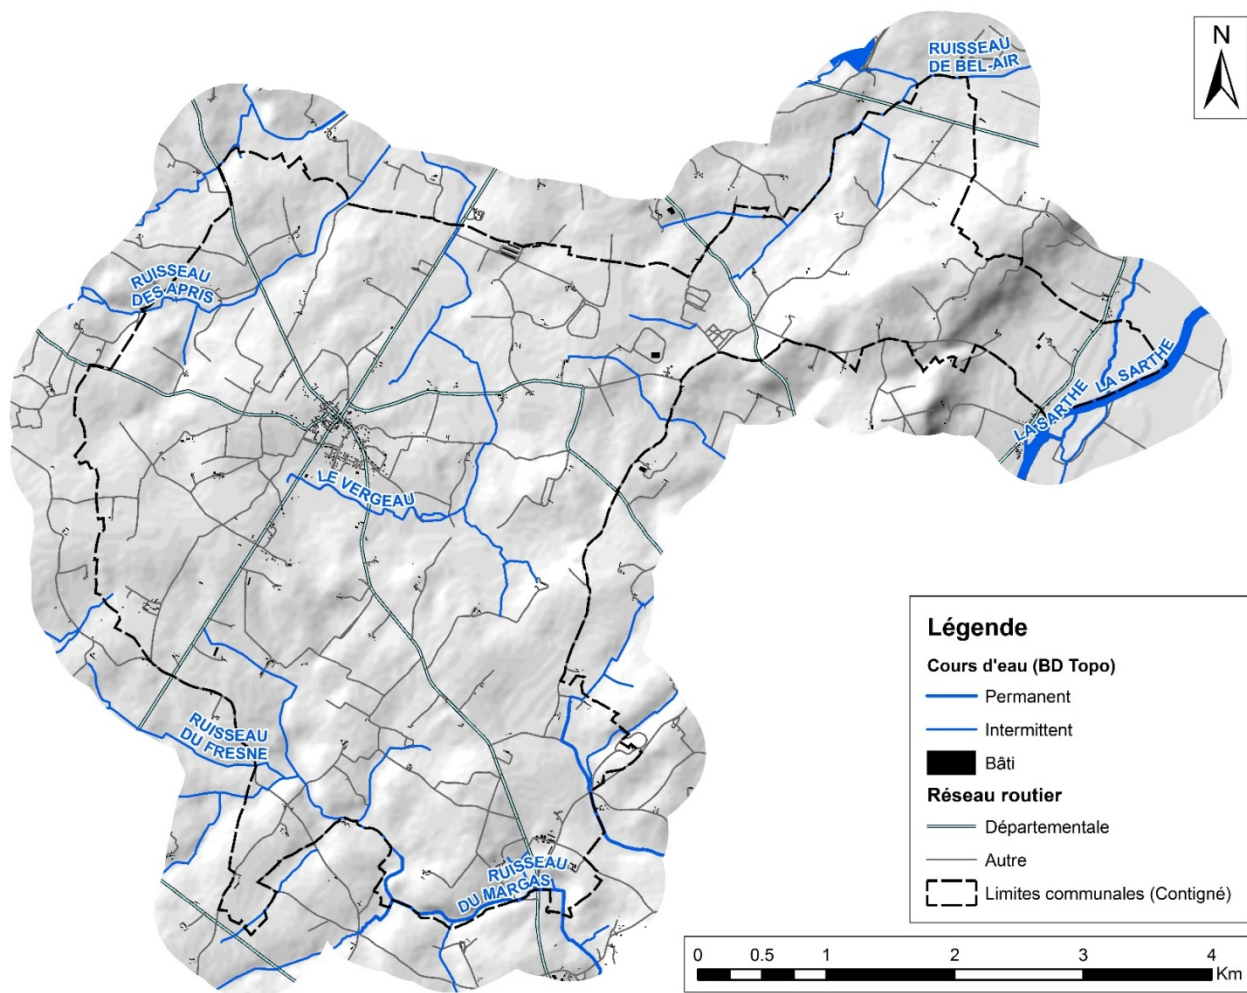 RUISSEAU
DE BEL-AIR
N
RUISSEAU
DES APRIS
LA SARTHE
LA SARTHE
LE VERGEAU
RUISSEAU
DU FRESNE
RUISSEAU
DU MARGAS
Légende
Cours d'eau (BD Topo)
Permanent
Intermittent
Bâti
Réseau routier
Départementale
Autre
Limites communales (Contigné)
0 0.5 1 2 3 4
Km